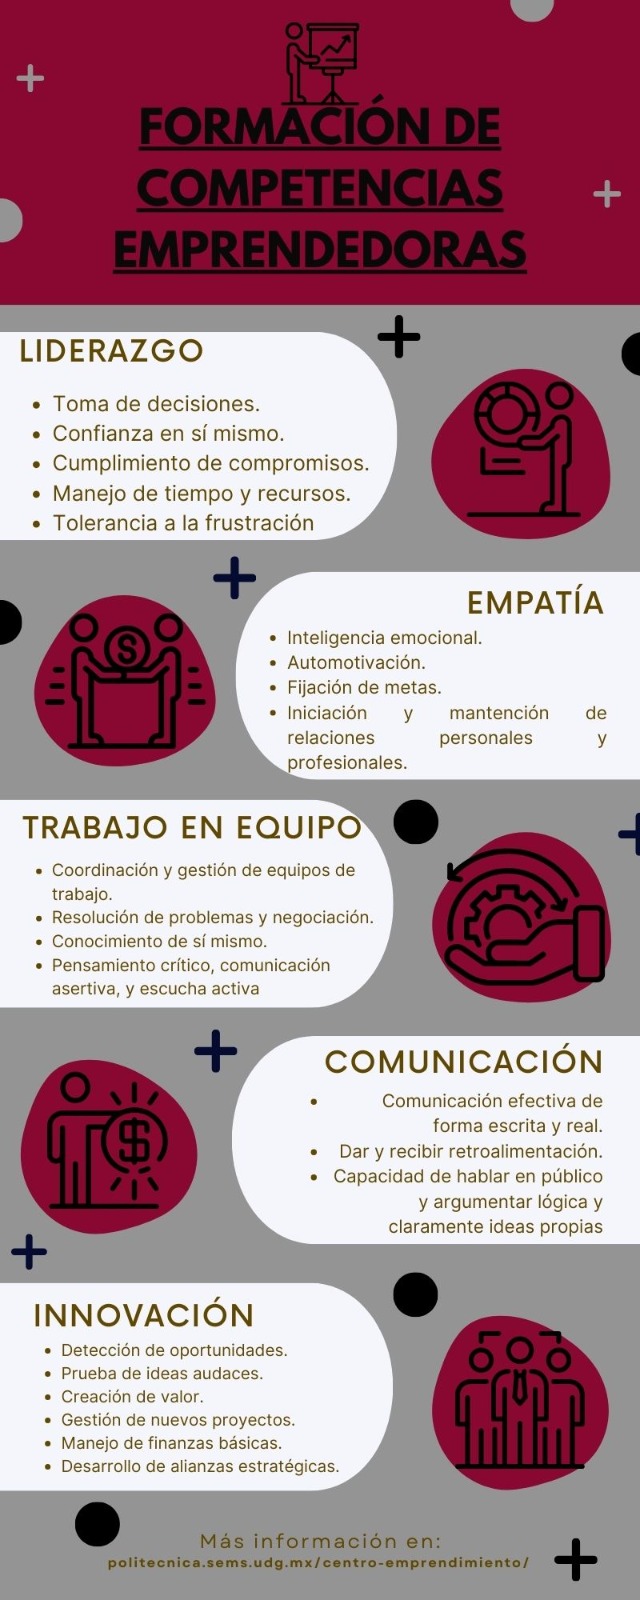 FORMACIÓN DE
COMPETENCIAS
EMPRENDEDORAS
LIDERAZGO
• Toma de decisiones.
• Confianza en sí mismo.
• Cumplimiento de compromisos.
• Manejo de tiempo y recursos.
• Tolerancia a la frustración
EMPATÍA
• Inteligencia emocional.
• Automotivación.
• Fijación de metas.
• Iniciación y mantención de
relaciones personales y
profesionales.
TRABAJO EN EQUIPO
• Coordinación y gestión de equipos de
trabajo.
• Resolución de problemas y negociación.
• Conocimiento de sí mismo.
• Pensamiento crítico, comunicación
asertiva, y escucha activa
COMUNICACIÓN
• Comunicación efectiva de
forma escrita y real.
• Dar y recibir retroalimentación.
• Capacidad de hablar en público
y argumentar lógica y
claramente ideas propias
INNOVACIÓN
• Detección de oportunidades.
• Prueba de ideas audaces.
• Creación de valor.
• Gestión de nuevos proyectos.
• Manejo de finanzas básicas.
• Desarrollo de alianzas estratégicas.
Más información en:
politecnica.sems.udg.mx/centro-emprendimiento/